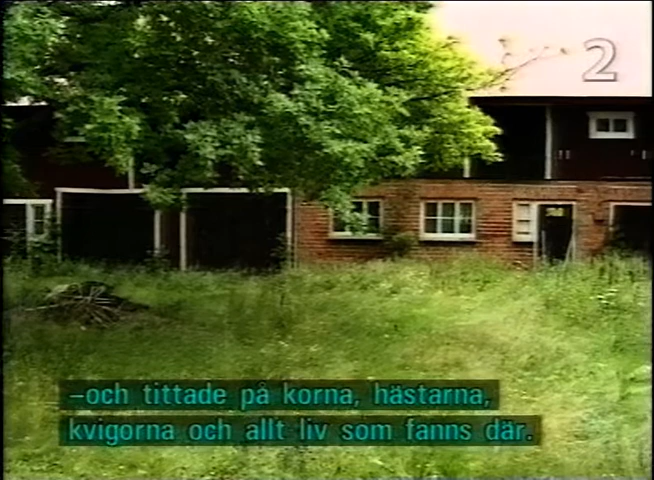 2
–och tittade på korna, hästarna,
kvigorna och allt liv som fanns där.